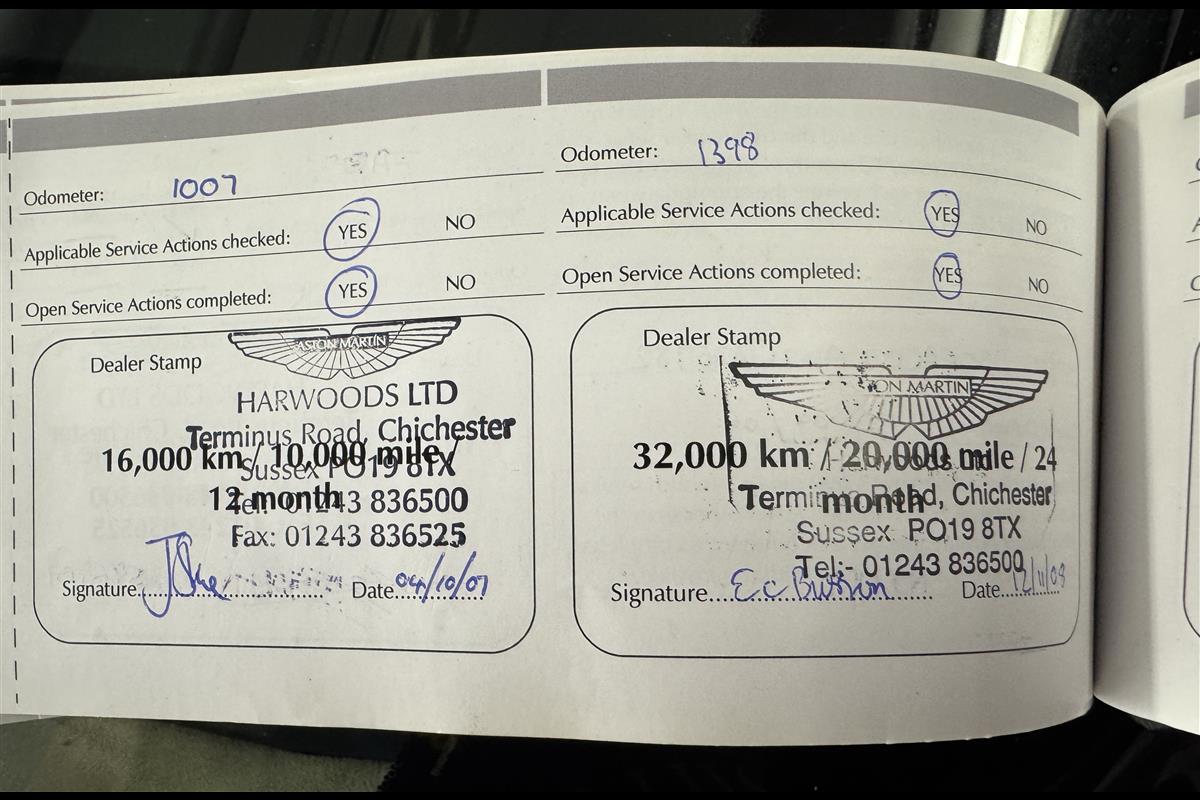 Odometer: 1007
Applicable Service Actions checked: YES NO
Open Service Actions completed: YES NO
Dealer Stamp
ASTON MARTIN
HARWOODS LTD
Terminus Road, Chichester
16,000 km / 10,000 mile /
Sussex PO19 8TX
12 month
Tel: 01243 836500
Fax: 01243 836525
Signature Date 04/10/07
Odometer: 1398
Applicable Service Actions checked: YES NO
Open Service Actions completed: YES NO
Dealer Stamp
ON MARTIN
32,000 km / 20,000 mile / 24
month
Terminus Road, Chichester
Sussex PO19 8TX
Tel:- 01243 836500
Signature E.C. Date